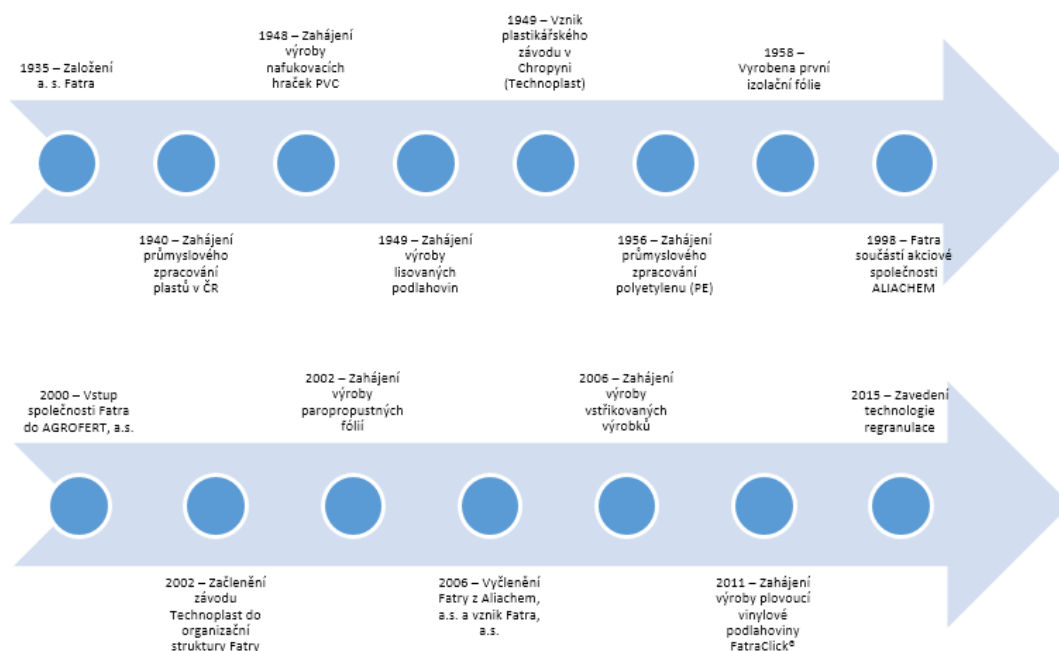 1935 – Založení
a. s. Fatra
1940 – Zahájení
průmyslového
zpracování
plastů v ČR
1948 – Zahájení
výroby
nafukovacích
hraček PVC
1949 – Zahájení
výroby
lisovaných
podlahovin
1949 – Vznik
plastikářského
závodu v
Chropyni
(Technoplast)
1956 – Zahájení
průmyslového
zpracování
polyetylenu (PE)
1958 –
Vyrobena první
izolační fólie
1998 – Fatra
součástí akciové
společnosti
ALIACHEM
2000 – Vstup
společnosti Fatra
do AGROFERT, a.s.
2002 – Začlenění
závodu
Technoplast do
organizační
struktury Fatry
2002 – Zahájení
výroby
paropropustných
fólií
2006 – Vyčlenění
Fatry z Aliachem,
a.s. a vznik Fatra,
a.s.
2006 – Zahájení
výroby
vstřikovaných
výrobků
2011 – Zahájení
výroby plovoucí
vinylové
podlahoviny
FatraClick®
2015 – Zavedení
technologie
regranulace